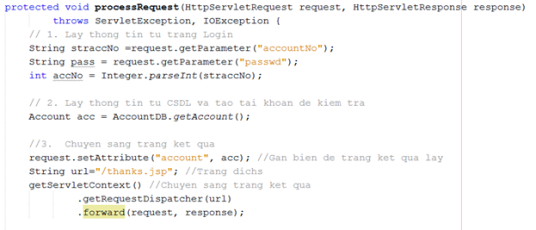 protected void processRequest(HttpServletRequest request, HttpServletResponse response)
throws ServletException, IOException {
// 1. Lay thong tin tu trang Login
String straccNo =request.getParameter("accountNo");
String pass = request.getParameter("passwd");
int accNo = Integer.parseInt(straccNo);
// 2. Lay thong tin tu CSDL va tao tai khoan de kiem tra
Account acc = AccountDB.getAccount();
//3.  Chuyen sang trang ket qua
request.setAttribute("account", acc); //Gan bien de trang ket qua lay
String url="/thanks.jsp"; //Trang dichs
getServletContext() //Chuyen sang trang ket qua
.getRequestDispatcher(url)
.forward(request, response);